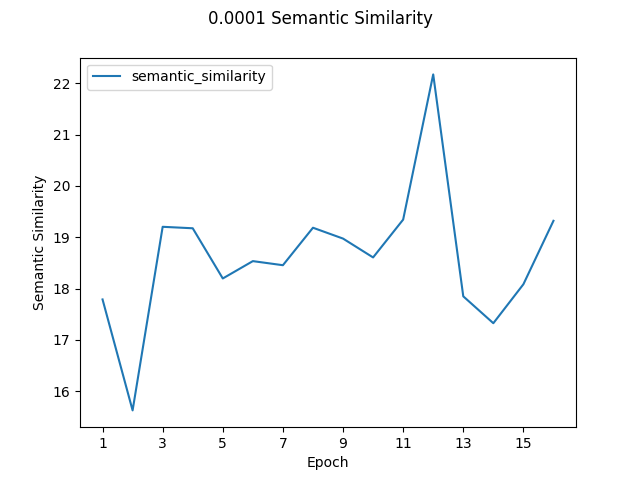 0.0001 Semantic Similarity
semantic_similarity
22
21
20
19
18
17
16
Semantic Similarity
1 3 5 7 9 11 13 15
Epoch